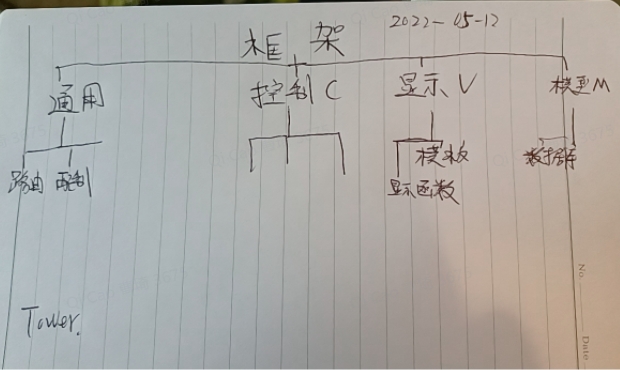 2022-05-12
框架
通用
控制 C
显示 V
模型 M
路由
配制
模板
显示函数
数据库
Tower.
No.
Date